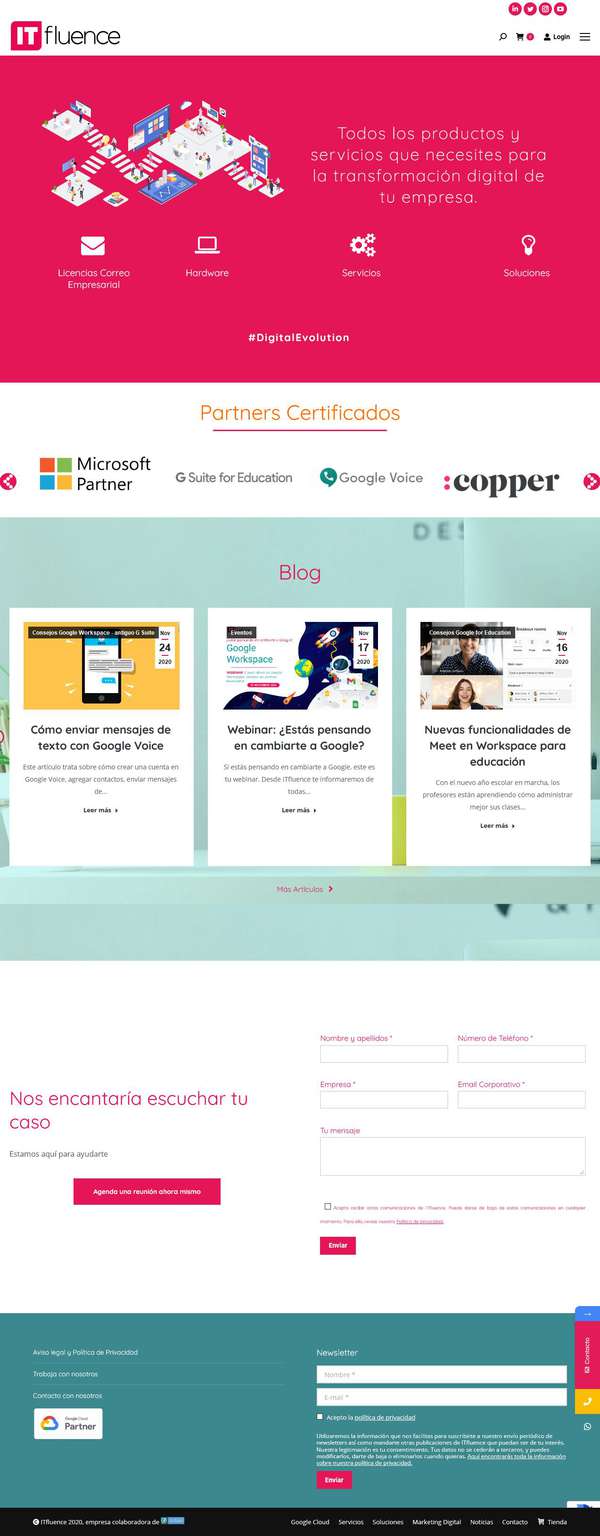 ITfluence
0
Login
Todos los productos y
servicios que necesites para
la transformación digital de
tu empresa.
Licencias Correo
Empresarial
Hardware
Servicios
Soluciones
#DigitalEvolution
Partners Certificados
Microsoft
Partner
G Suite for Education
Google Voice
:copper
DES
Blog
Consejos Google Workspace - antiguo G Suite
Nov
24
2020
Cómo enviar mensajes de
texto con Google Voice
Este artículo trata sobre cómo crear una cuenta en
Google Voice, agregar contactos, enviar mensajes
de...
Leer más
Eventos
Nov
17
2020
Google
Workspace
Webinar: ¿Estás pensando
en cambiarte a Google?
Si estás pensando en cambiarte a Google, este es
tu webinar. Desde ITfluence te informaremos de
todas...
Leer más
Consejos Google for Education
Nov
16
2020
Nuevas funcionalidades de
Meet en Workspace para
educación
Con el nuevo año escolar en marcha, los
profesores están aprendiendo cómo administrar
mejor sus clases...
Leer más
Más Artículos
Nos encantaría escuchar tu
caso
Estamos aquí para ayudarte
Agenda una reunión ahora mismo
Nombre y apellidos *
Número de Teléfono *
Empresa *
Email Corporativo *
Tu mensaje
Acepto recibir otras comunicaciones de ITfluence. Puede darse de baja de estas comunicaciones en cualquier
momento. Para ello, revise nuestra Política de privacidad.
Enviar
Aviso legal y Política de Privacidad
Trabaja con nosotros
Contacta con nosotros
Google Cloud
Partner
Newsletter
Nombre *
E-mail *
Acepto la política de privacidad
Utilizaremos la información que nos facilitas para suscribirte a nuestro envío periódico de
newsletters así como mandarte otras publicaciones de ITfluence que puedan ser de tu interés.
Nuestra legitimación es tu consentimiento. Tus datos no se cederán a terceros, y puedes
modificarlos, darte de baja o eliminarlos cuando quieras. Aquí encontrarás toda la información
sobre nuestra política de privacidad.
Enviar
Contacto
ITfluence 2020, empresa colaboradora de
Google Cloud
Servicios
Soluciones
Marketing Digital
Noticias
Contacto
Tienda